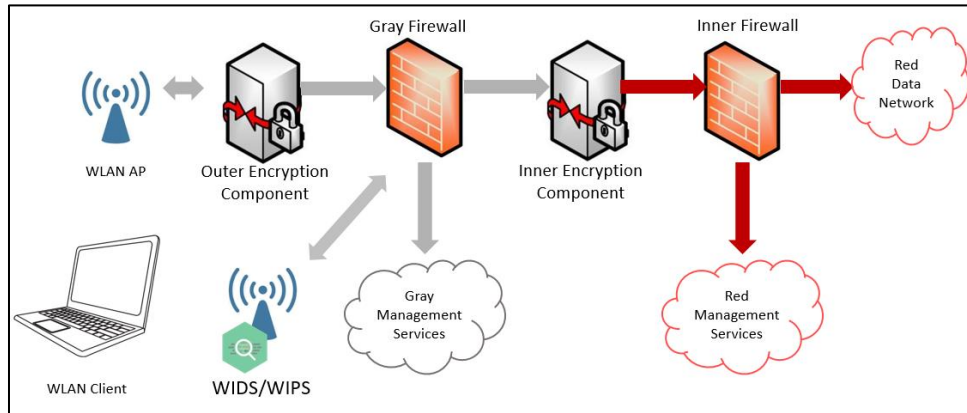 Gray Firewall
Inner Firewall
Red
Data
Network
WLAN AP
Outer Encryption
Component
Inner Encryption
Component
Gray
Management
Services
Red
Management
Services
WLAN Client
WIDS/WIPS